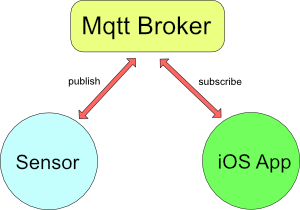 Mqtt Broker
publish
subscribe
Sensor
iOS App